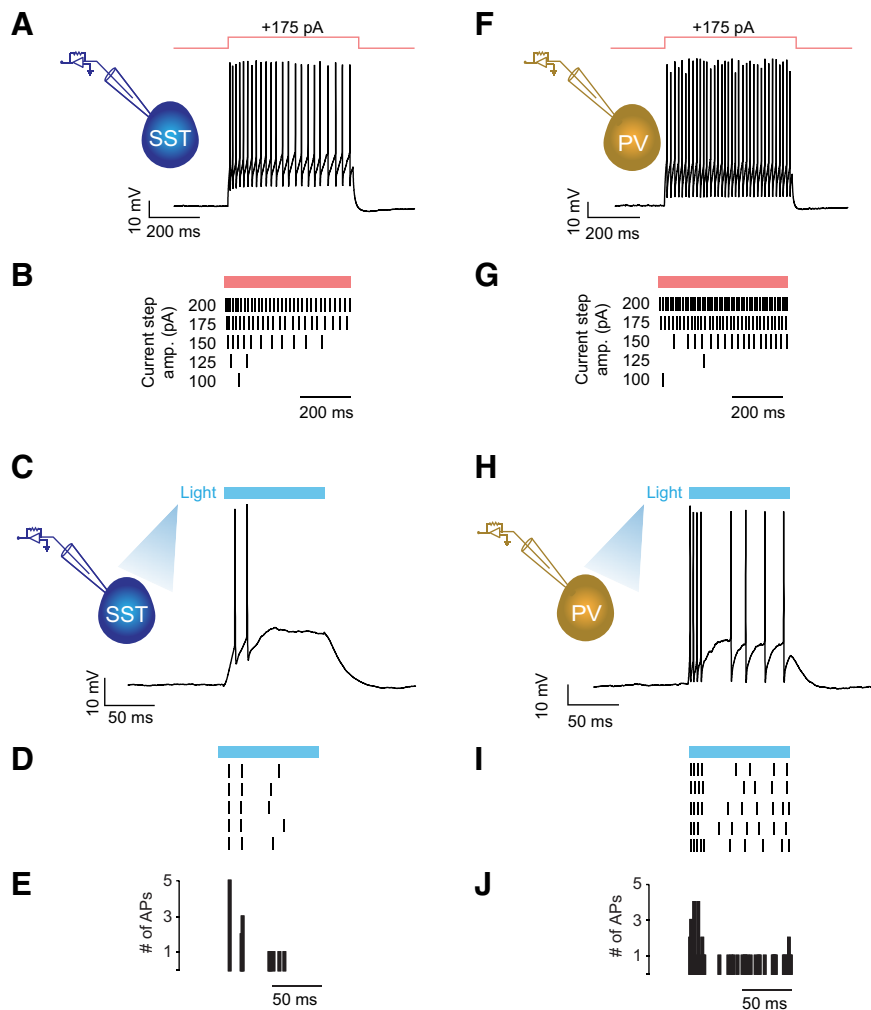 A
+175 pA
SST
10 mV
200 ms
B
Current step
amp. (pA)
200
175
150
125
100
200 ms
C
Light
SST
10 mV
50 ms
D
E
# of APs
5
3
1
50 ms
F
+175 pA
PV
10 mV
200 ms
G
Current step
amp. (pA)
200
175
150
125
100
200 ms
H
Light
PV
10 mV
50 ms
I
J
# of APs
5
3
1
50 ms